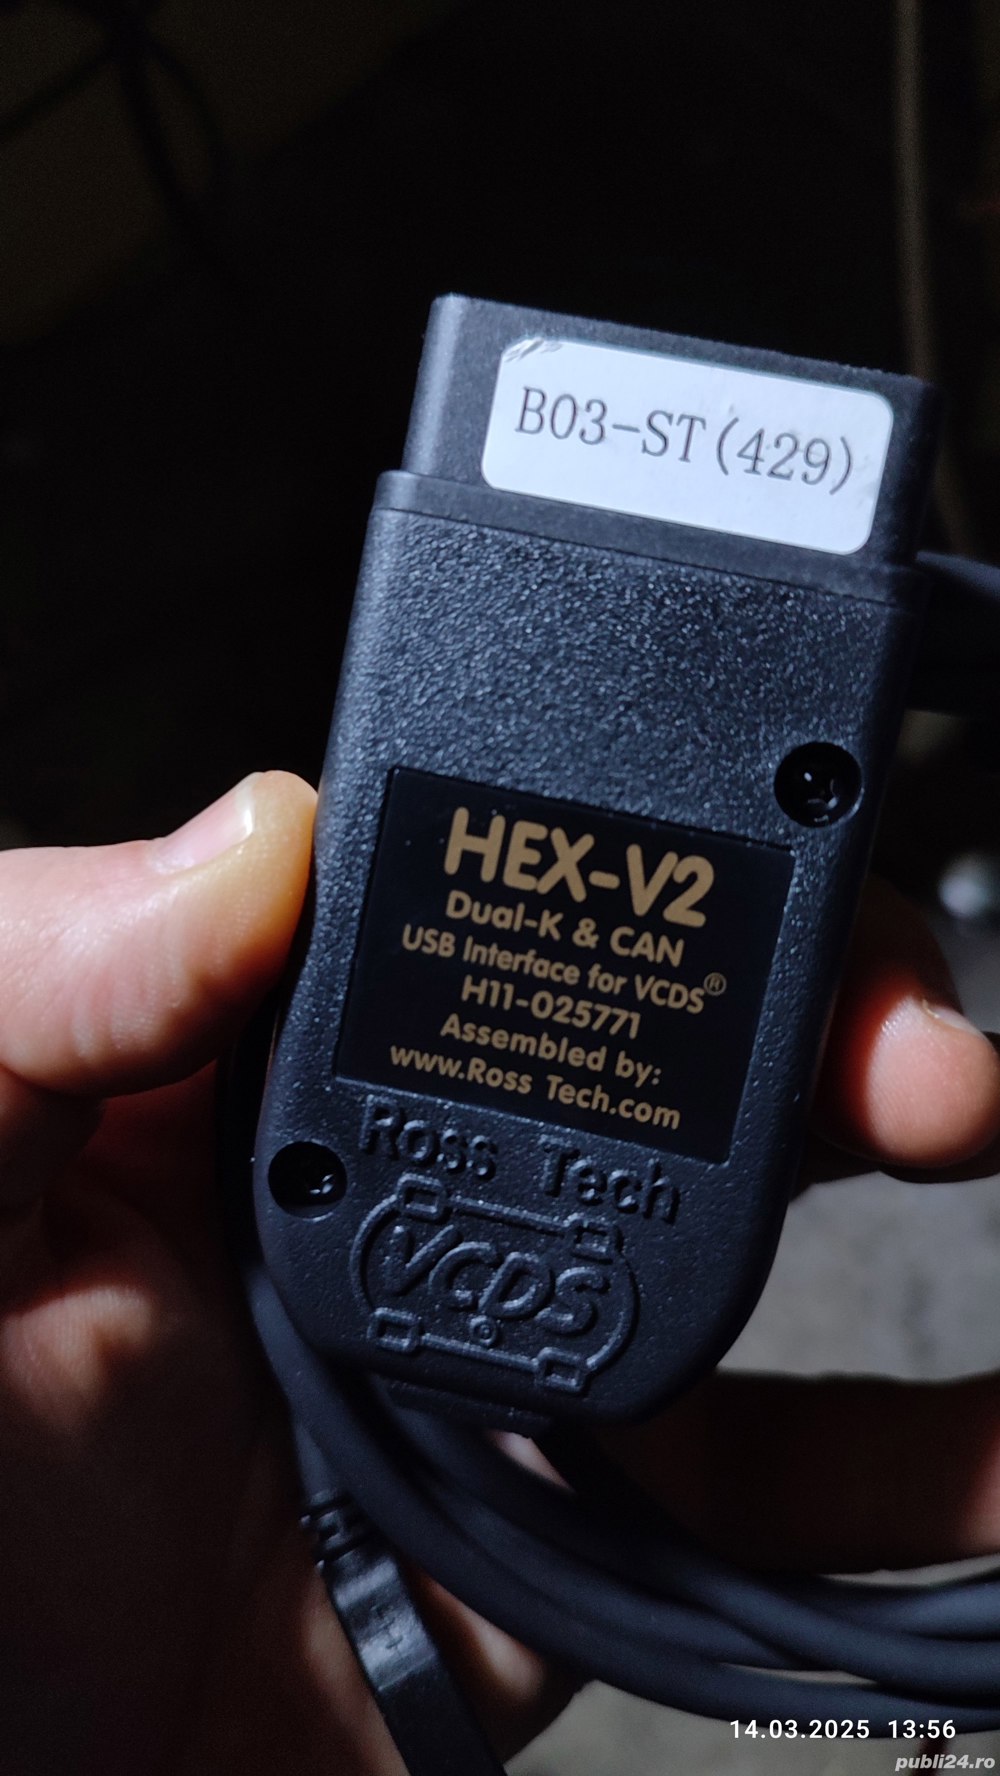 B03-ST(429)
HEX-V2
Dual-K & CAN
USB Interface for VCDS®
H11-025771
Assembled by:
www.Ross Tech.com
Ross Tech
VCDS
14.03.2025 13:56
publi24.ro